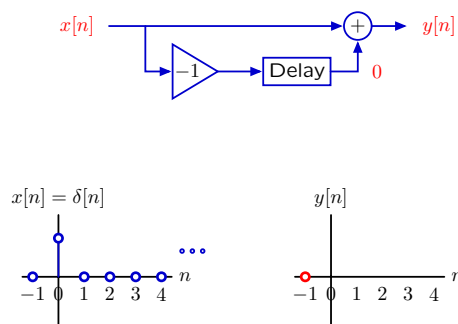 x[n] + y[n]
−1 Delay 0
x[n] = δ[n] y[n]
n n
−1 0 1 2 3 4 −1 0 1 2 3 4